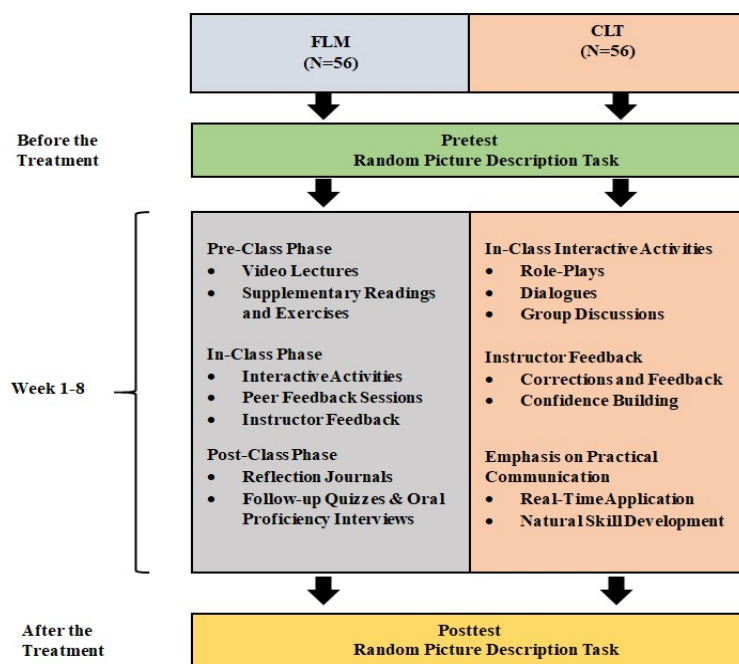 FLM
(N=56)
CLT
(N=56)
Before the
Treatment
Pretest
Random Picture Description Task
Week 1-8
Pre-Class Phase
• Video Lectures
• Supplementary Readings
and Exercises
In-Class Phase
• Interactive Activities
• Peer Feedback Sessions
• Instructor Feedback
Post-Class Phase
• Reflection Journals
• Follow-up Quizzes & Oral
Proficiency Interviews
In-Class Interactive Activities
• Role-Plays
• Dialogues
• Group Discussions
Instructor Feedback
• Corrections and Feedback
• Confidence Building
Emphasis on Practical
Communication
• Real-Time Application
• Natural Skill Development
After the
Treatment
Posttest
Random Picture Description Task